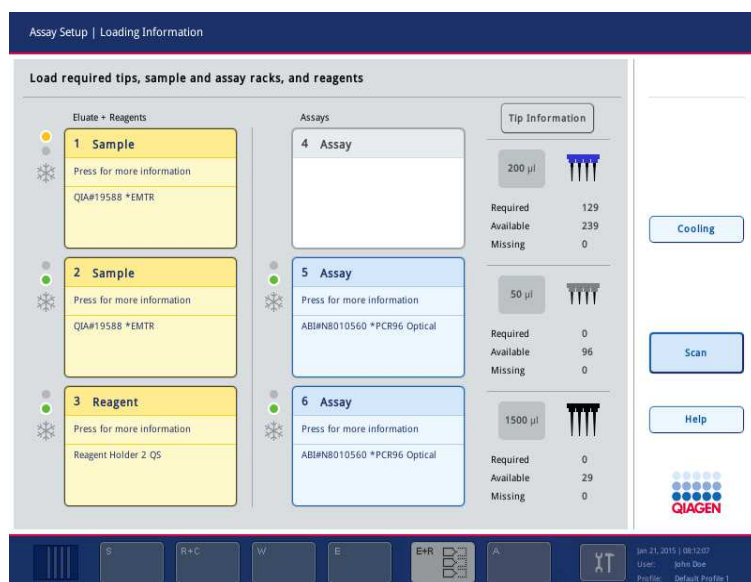 Assay Setup | Loading Information
Load required tips, sample and assay racks, and reagents
Eluate + Reagents
1 Sample
Press for more information
QIA#19588 *EMTR
2 Sample
Press for more information
QIA#19588 *EMTR
3 Reagent
Press for more information
Reagent Holder 2 QS
Assays
4 Assay
5 Assay
Press for more information
ABI#N8010560 *PCR96 Optical
6 Assay
Press for more information
ABI#N8010560 *PCR96 Optical
Tip Information
200 µl
Required 129
Available 239
Missing 0
50 µl
Required 0
Available 96
Missing 0
1500 µl
Required 0
Available 29
Missing 0
Cooling
Scan
Help
QIAGEN
S
R+C
W
E
E+R
A
Jan 21, 2015 | 08:12:07
User: John Doe
Profile: Default Profile 1